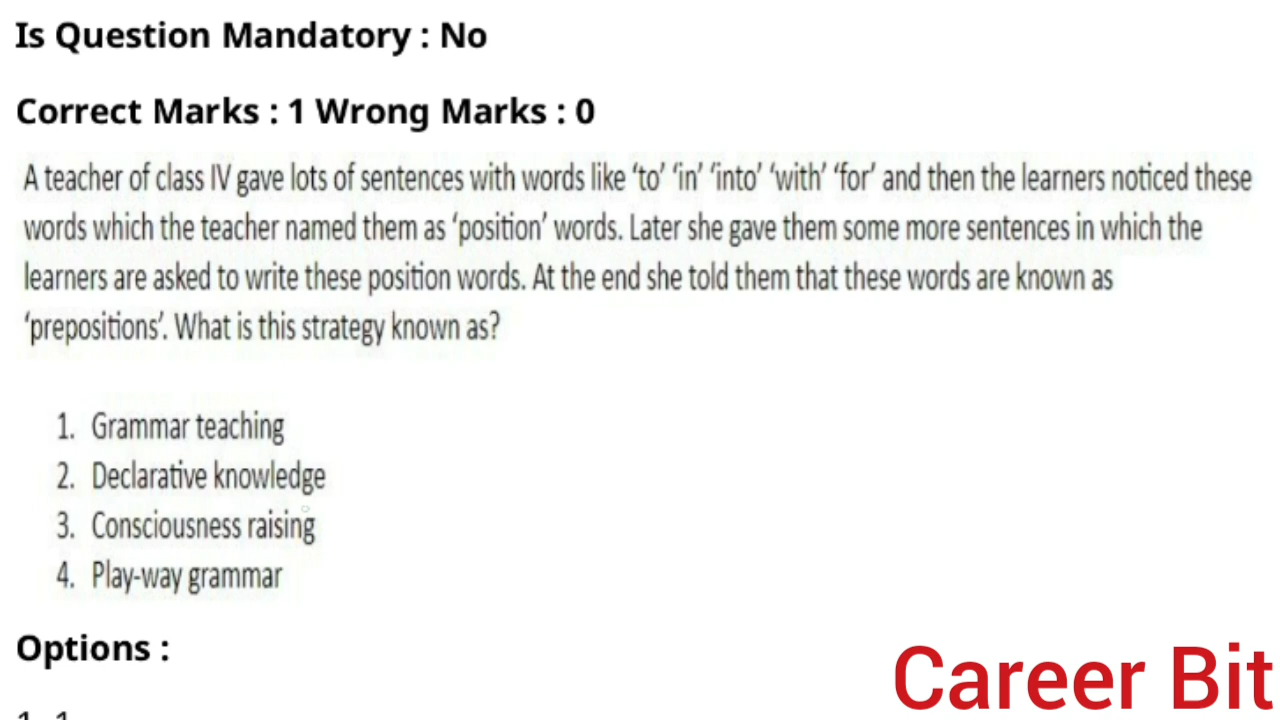 Is Question Mandatory : No
Correct Marks : 1 Wrong Marks : 0
A teacher of class IV gave lots of sentences with words like ‘to’ ‘in’ ‘into’ ‘with’ ‘for’ and then the learners noticed these
words which the teacher named them as ‘position’ words. Later she gave them some more sentences in which the
learners are asked to write these position words. At the end she told them that these words are known as
‘prepositions’. What is this strategy known as?
1. Grammar teaching
2. Declarative knowledge
3. Consciousness raising
4. Play-way grammar
Options :
Career Bit